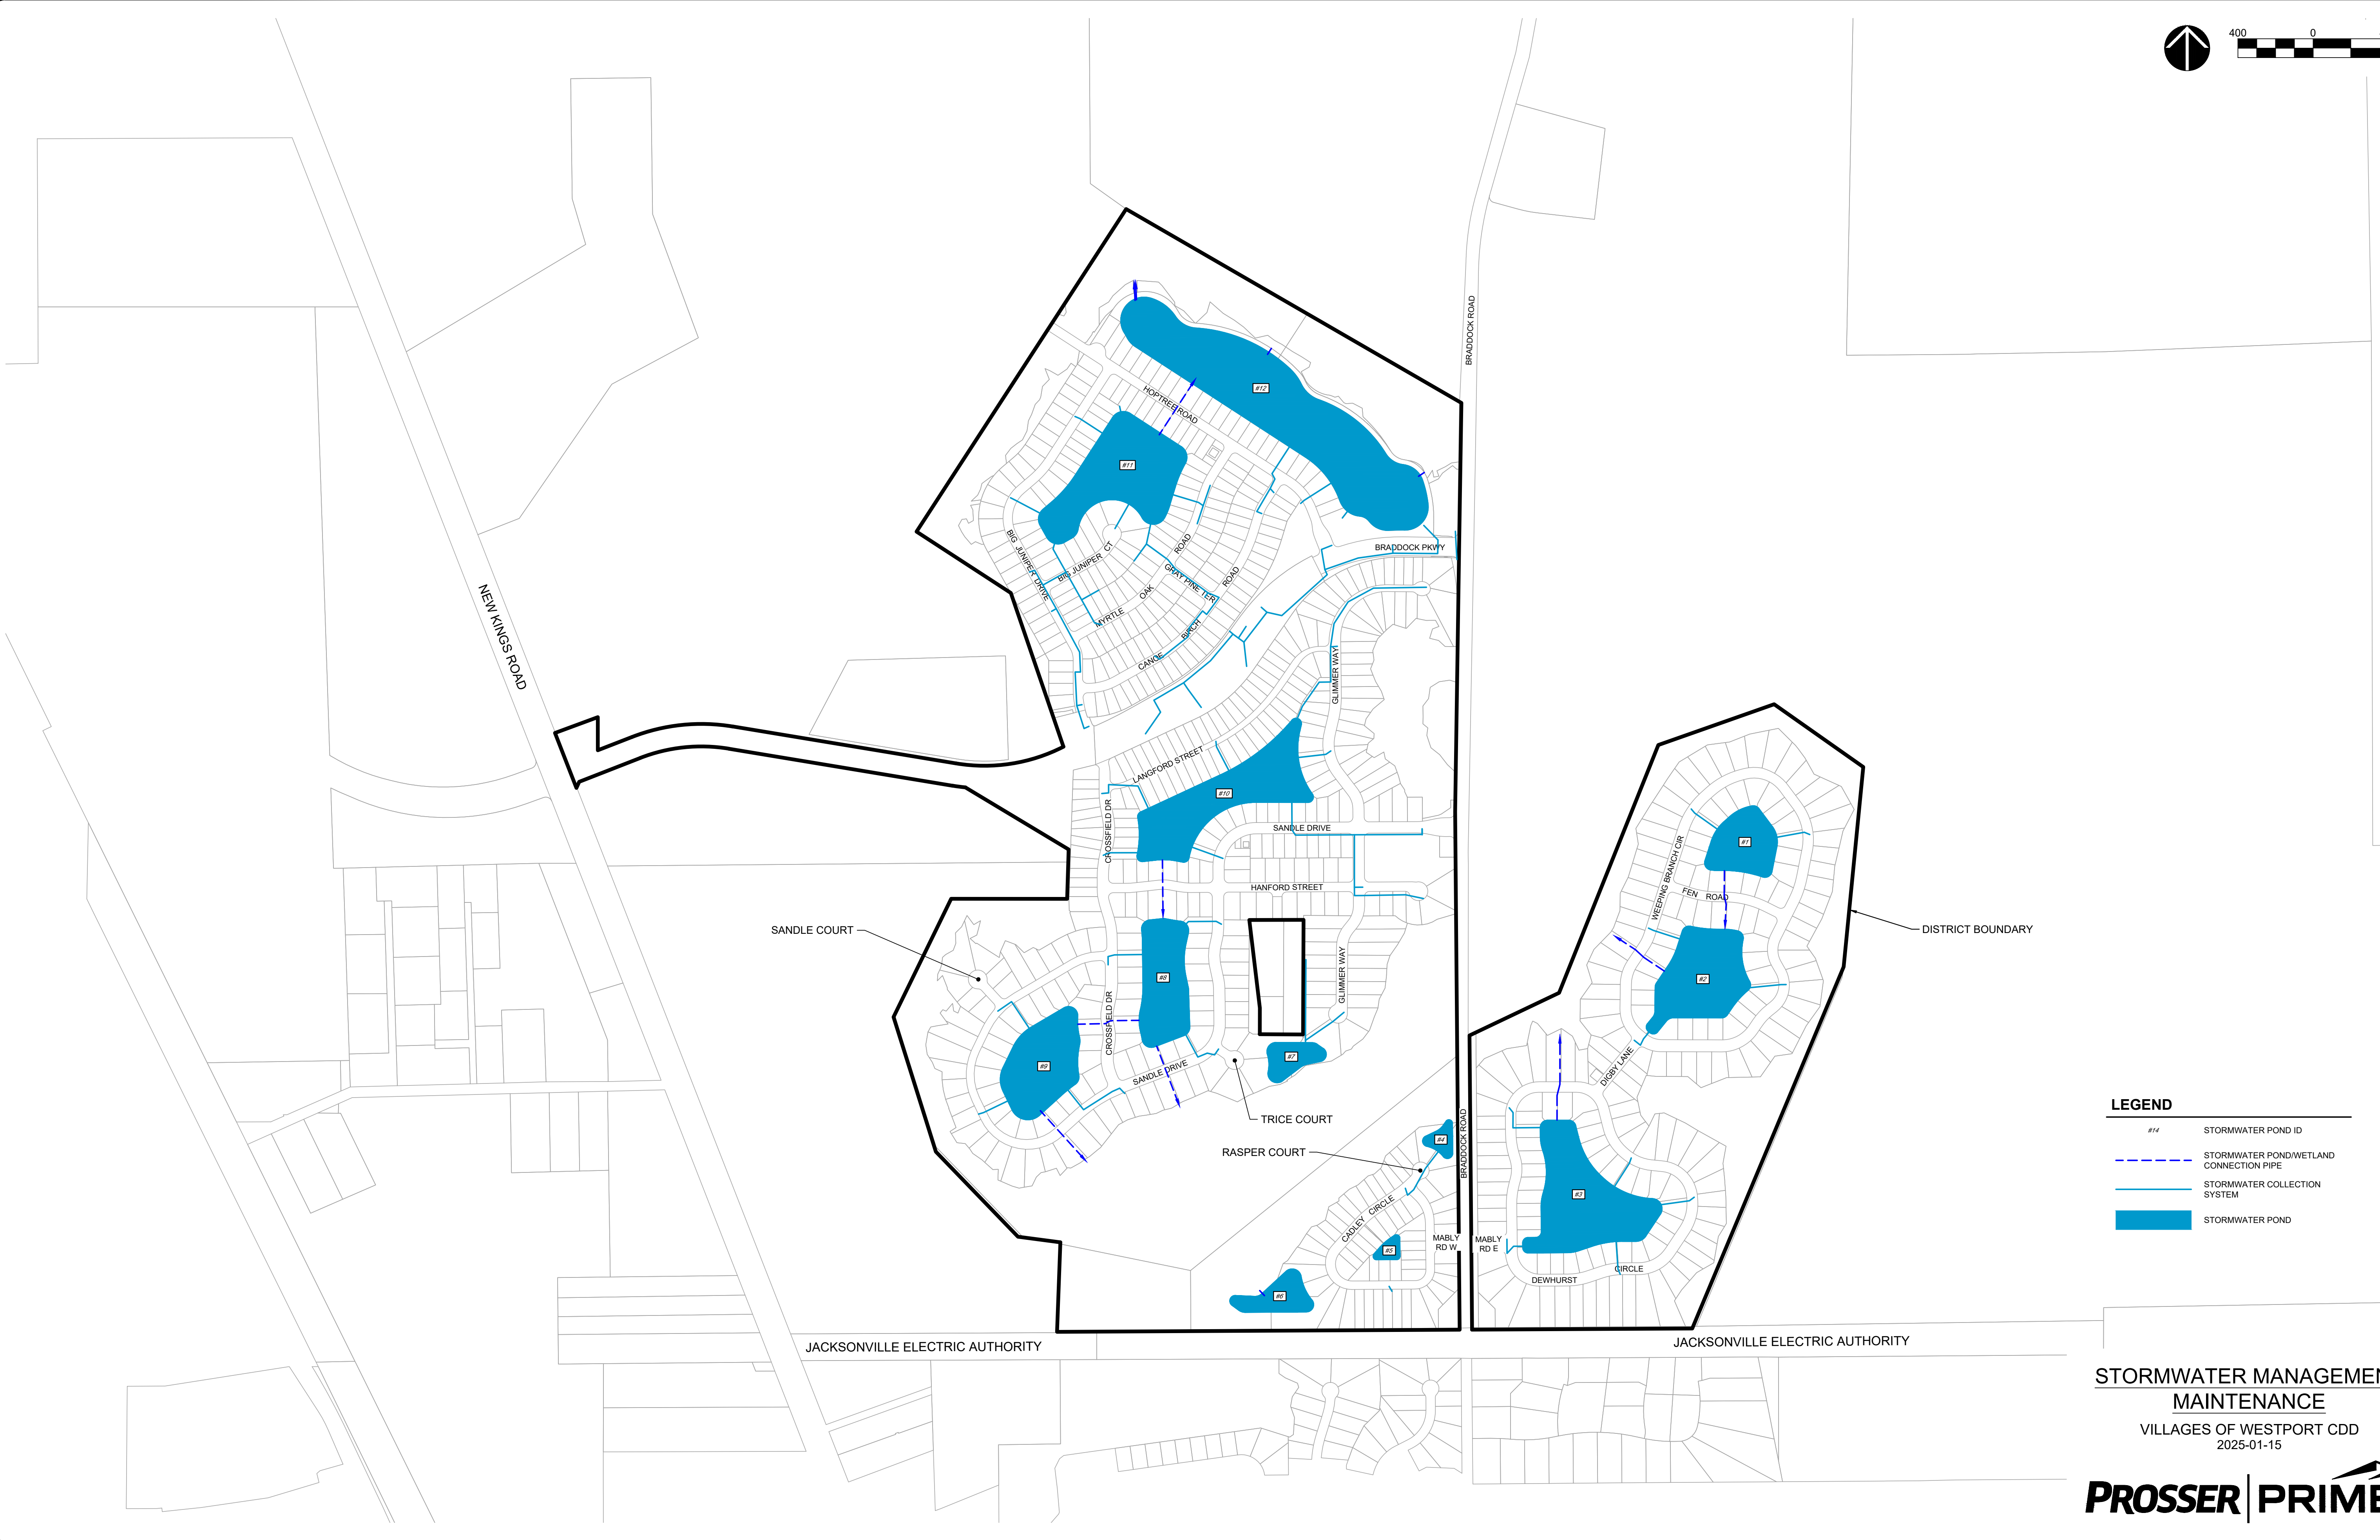 400 0
BRADDOCK ROAD
#12
HOPTREE ROAD
#11
BRADDOCK PKWY
BIG JUNIPER DRIVE
BIG JUNIPER CT
MYRTLE OAK ROAD
GRAY PINE TER
CANOE BIRCH ROAD
NEW KINGS ROAD
GLIMMER WAY
LANGFORD STREET
#10
CROSSFIELD DR
SANDLE DRIVE
HANFORD STREET
#1
WEEPING BRANCH CIR
FEN ROAD
SANDLE COURT
DISTRICT BOUNDARY
#8
#2
GLIMMER WAY
CROSSFIELD DR
#9
#7
SANDLE DRIVE
DIGBY LANE
TRICE COURT
RASPER COURT
#4
BRADDOCK ROAD
#3
CADLEY CIRCLE
#5
MABLY
RD W
MABLY
RD E
#6
DEWHURST CIRCLE
JACKSONVILLE ELECTRIC AUTHORITY
JACKSONVILLE ELECTRIC AUTHORITY
LEGEND
#14 STORMWATER POND ID
STORMWATER POND/WETLAND
CONNECTION PIPE
STORMWATER COLLECTION
SYSTEM
STORMWATER POND
STORMWATER MANAGEMEN
MAINTENANCE
VILLAGES OF WESTPORT CDD
2025-01-15
PROSSER PRIME